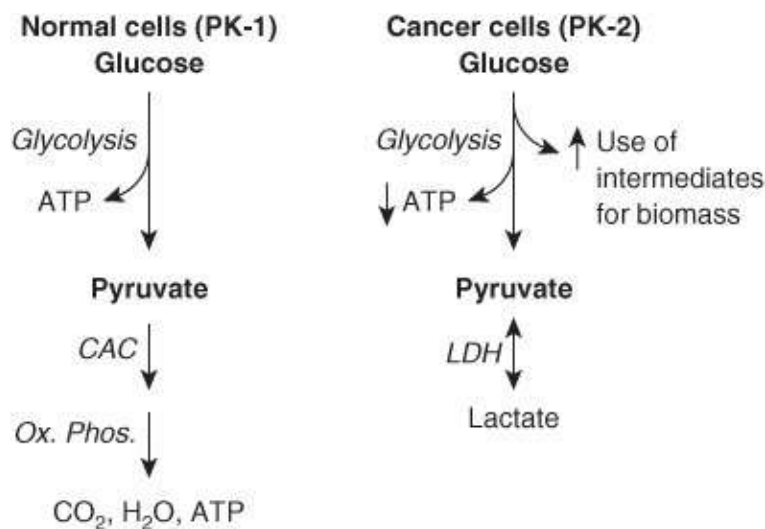 Normal cells (PK-1)
Glucose
Glycolysis
ATP
Pyruvate
CAC
Ox. Phos.
CO₂, H₂O, ATP
Cancer cells (PK-2)
Glucose
Glycolysis
↓ ATP
↑ Use of
intermediates
for biomass
Pyruvate
LDH
Lactate